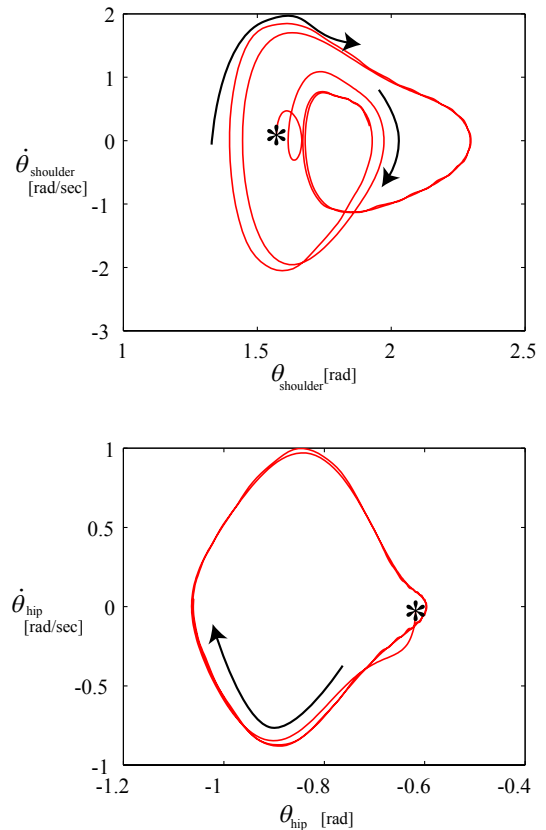 2
1
0
-1
-2
-3
θ̇shoulder
[rad/sec]
1 1.5 2 2.5
θshoulder[rad]
1
0.5
0
-0.5
-1
θ̇hip
[rad/sec]
-1.2 -1 -0.8 -0.6 -0.4
θhip [rad]